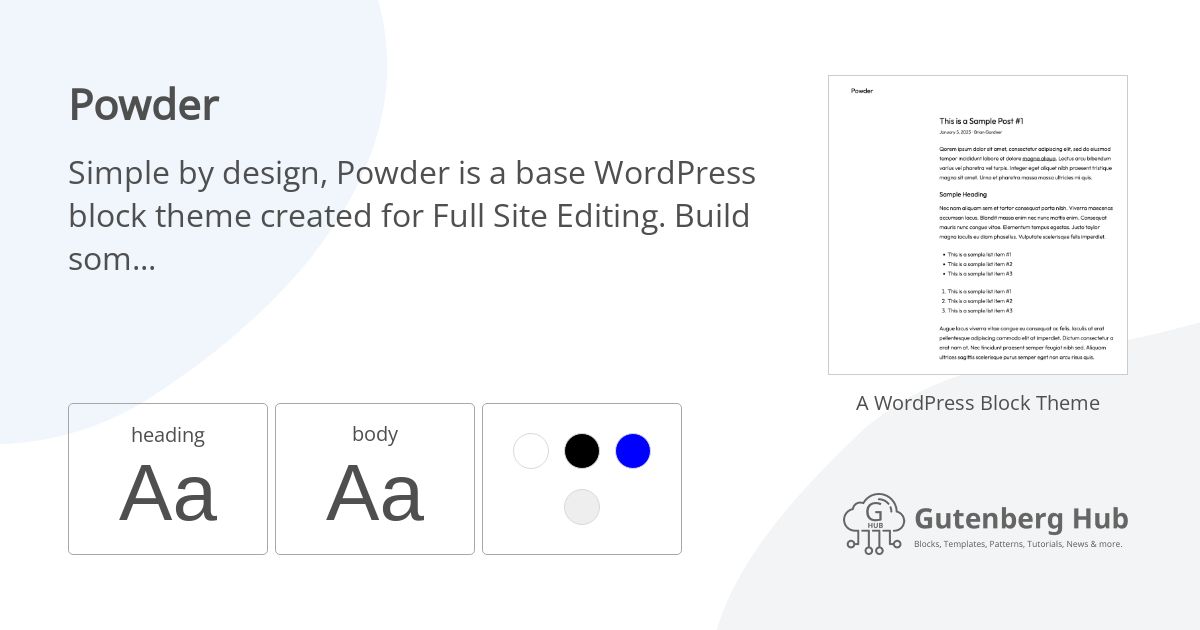 Powder
Simple by design, Powder is a base WordPress
block theme created for Full Site Editing. Build
som...
heading
Aa
body
Aa
Powder
This is a Sample Post #1
January 5, 2023 · Brian Gardner
Qorem ipsum dolor sit amet, consectetur adipiscing elit, sed do eiusmod
tempor incididunt labore et dolore magna aliqua. Lectus arcu bibendum
varius vel pharetra vel turpis. Integer eget aliquet nibh praesent tristique
magna sit amet. Urna et pharetra massa massa ultricies mi quis.
Sample Heading
Nec nam aliquam sem et tortor consequat porta nibh. Viverra maecenas
accumsan lacus. Blandit massa enim nec nunc mattis enim. Consequat
mauris nunc congue vitae. Elementum tempus egestas. Justo taylor
magna iaculis eu diam phasellus. Vulputate scelerisque felis imperdiet.
• This is a sample list item #1
• This is a sample list item #2
• This is a sample list item #3
1. This is a sample list item #1
2. This is a sample list item #2
3. This is a sample list item #3
Augue lacus viverra vitae congue eu consequat ac felis. Iaculis at erat
pellentesque adipiscing commodo elit at imperdiet. Dictum consectetur a
erat nam at. Nec tincidunt praesent semper feugiat nibh sed. Aliquam
ultrices sagittis scelerisque purus semper eget non arcu risus quis.
A WordPress Block Theme
G
HUB
Gutenberg Hub
Blocks, Templates, Patterns, Tutorials, News & more.